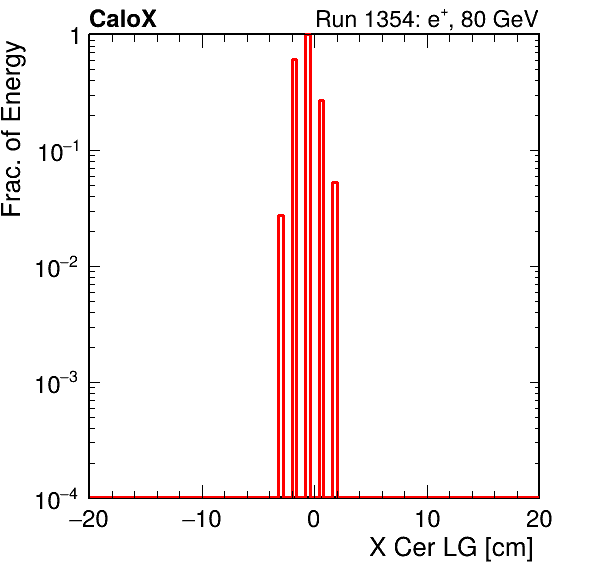 CaloX Run 1354: e⁺, 80 GeV
Frac. of Energy
1
10⁻¹
10⁻²
10⁻³
10⁻⁴
−20 −10 0 10 20
X Cer LG [cm]